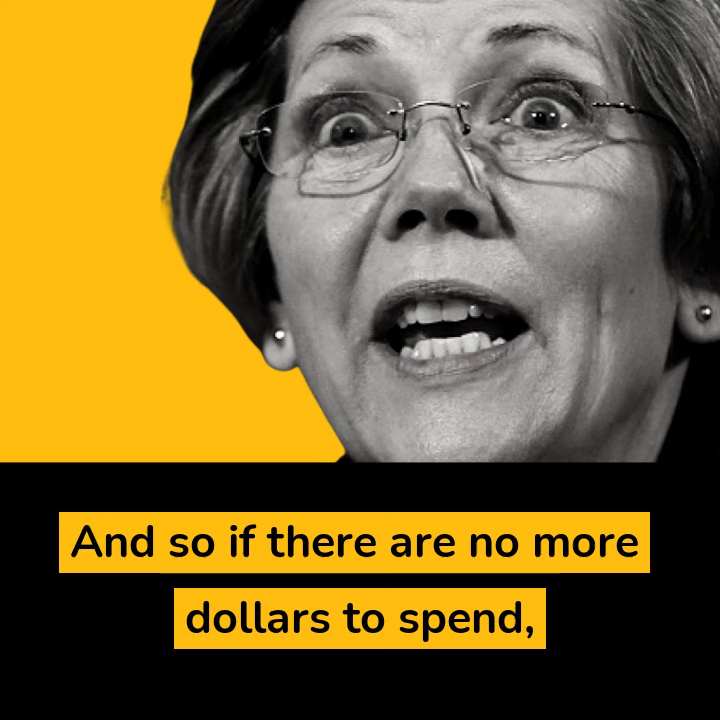 And so if there are no more
dollars to spend,